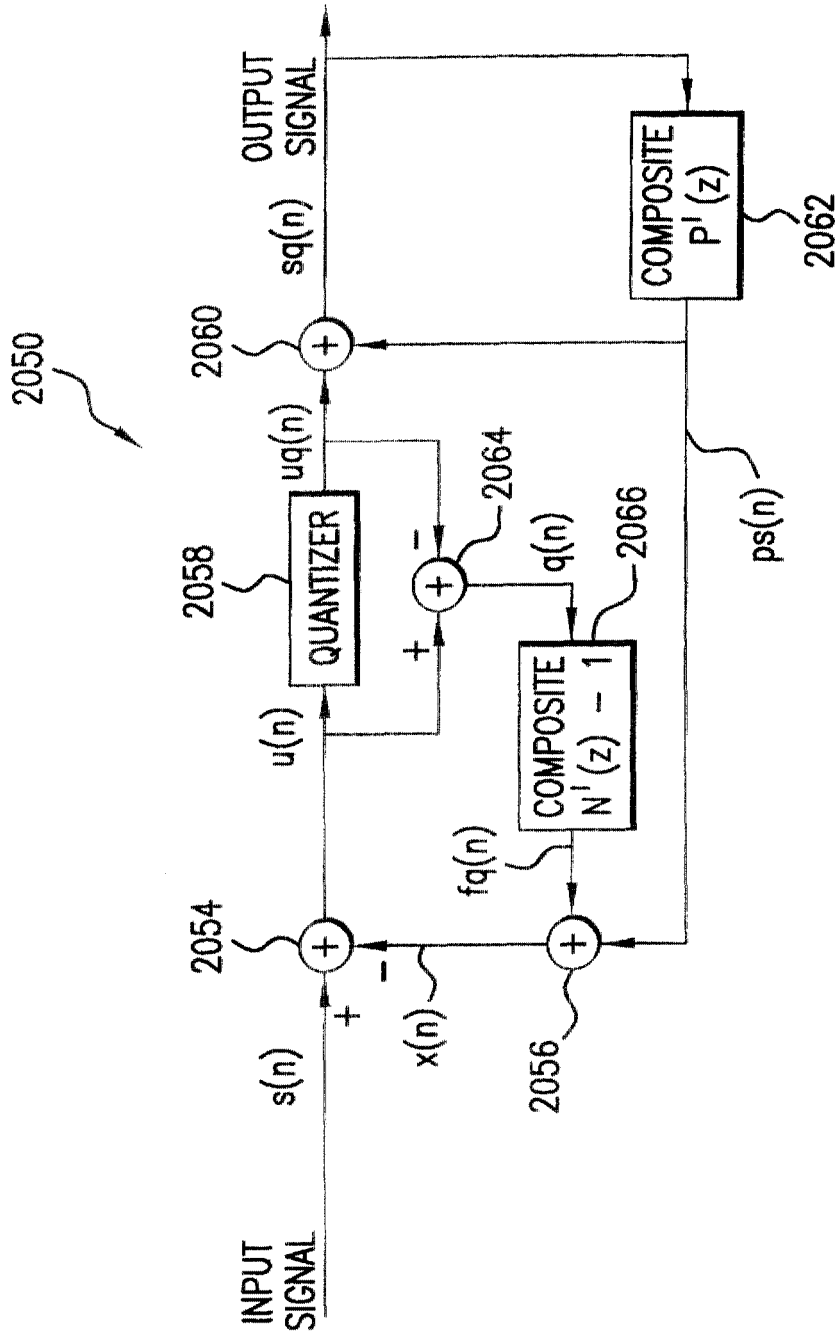 2050
INPUT
SIGNAL
s(n)
+
2054
+
-
x(n)
2056
+
u(n)
2058
QUANTIZER
uq(n)
+
-
+
2064
q(n)
COMPOSITE
N'(z) - 1
2066
fq(n)
2060
+
sq(n)
OUTPUT
SIGNAL
COMPOSITE
P'(z)
2062
ps(n)